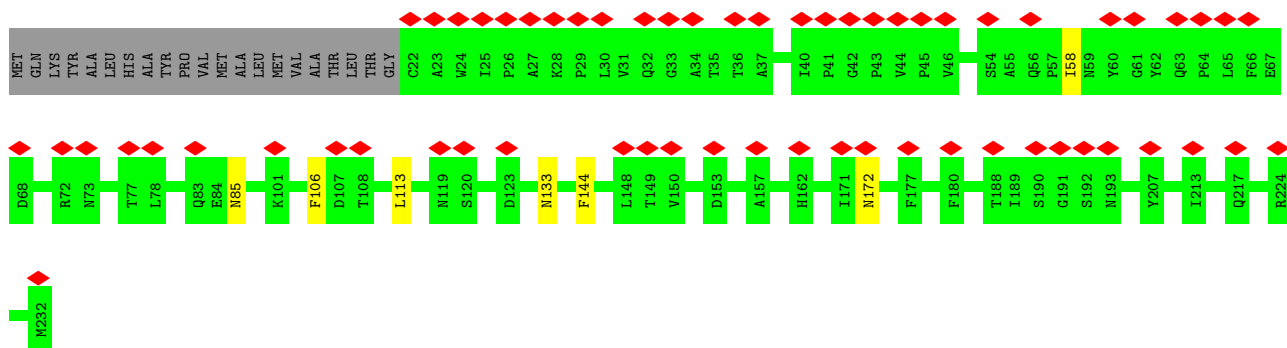 MET GLN LYS TYR ALA LEU HIS ALA TYR PRO VAL MET ALA LEU MET VAL ALA THR LEU THR GLY C22 A23 W24 I25 P26 A27 K28 P29 L30 V31 Q32 G33 A34 T35 T36 A37 I40 P41 G42 P43 V44 P45 V46 S54 A55 Q56 P57 I58 N59 Y60 G61 Y62 Q63 P64 L65 F66 E67
D68 R72 N73 T77 L78 Q83 E84 N85 K101 F106 D107 T108 L113 N119 S120 D123 N133 F144 L148 T149 V150 D153 A157 H162 I171 N172 F177 F180 T188 I189 S190 G191 S192 N193 Y207 I213 Q217 R224
M232